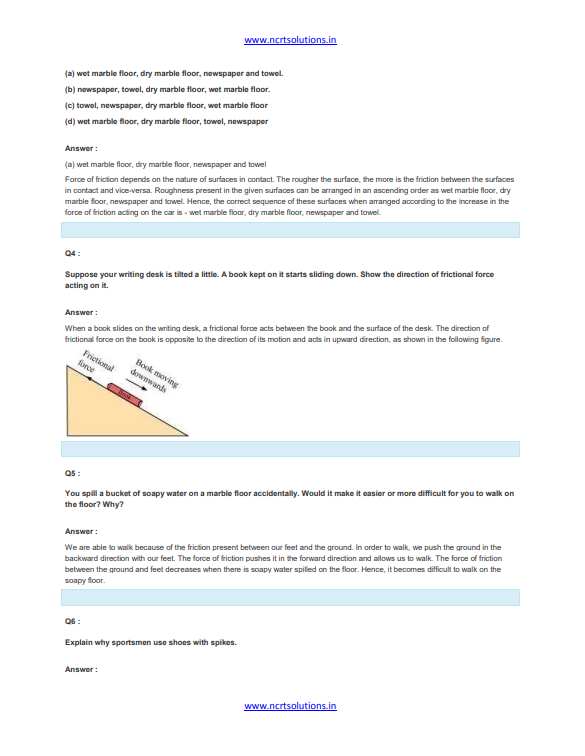 www.ncrtsolutions.in
(a) wet marble floor, dry marble floor, newspaper and towel.
(b) newspaper, towel, dry marble floor, wet marble floor.
(c) towel, newspaper, dry marble floor, wet marble floor
(d) wet marble floor, dry marble floor, towel, newspaper
Answer :
(a) wet marble floor, dry marble floor, newspaper and towel
Force of friction depends on the nature of surfaces in contact. The rougher the surface, the more is the friction between the surfaces
in contact and vice-versa. Roughness present in the given surfaces can be arranged in an ascending order as wet marble floor, dry
marble floor, newspaper and towel. Hence, the correct sequence of these surfaces when arranged according to the increase in the
force of friction acting on the car is - wet marble floor, dry marble floor, newspaper and towel.
Q4 :
Suppose your writing desk is tilted a little. A book kept on it starts sliding down. Show the direction of frictional force
acting on it.
Answer :
When a book slides on the writing desk, a frictional force acts between the book and the surface of the desk. The direction of
frictional force on the book is opposite to the direction of its motion and acts in upward direction, as shown in the following figure.
Frictional
force
Book moving
downwards
Book
Q5 :
You spill a bucket of soapy water on a marble floor accidentally. Would it make it easier or more difficult for you to walk on
the floor? Why?
Answer :
We are able to walk because of the friction present between our feet and the ground. In order to walk, we push the ground in the
backward direction with our feet. The force of friction pushes it in the forward direction and allows us to walk. The force of friction
between the ground and feet decreases when there is soapy water spilled on the floor. Hence, it becomes difficult to walk on the
soapy floor.
Q6 :
Explain why sportsmen use shoes with spikes.
Answer :
www.ncrtsolutions.in